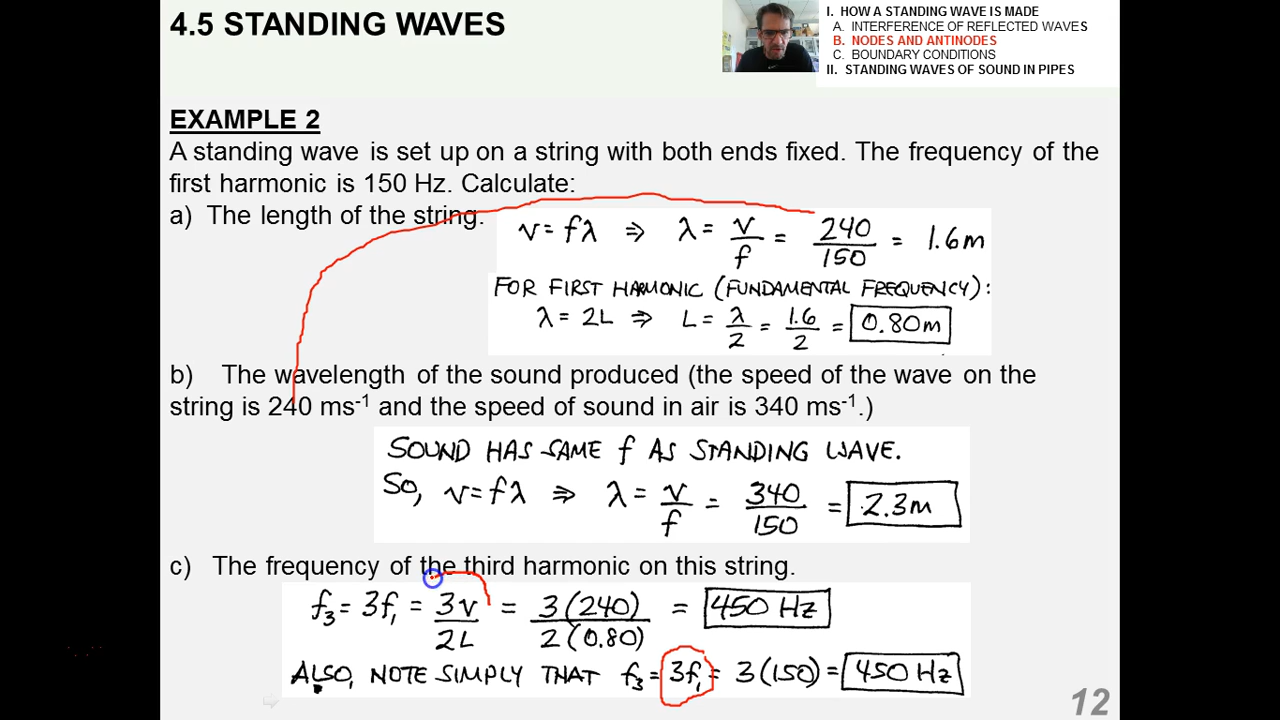 4.5 STANDING WAVES
I. HOW A STANDING WAVE IS MADE
A. INTERFERENCE OF REFLECTED WAVES
B. NODES AND ANTINODES
C. BOUNDARY CONDITIONS
II. STANDING WAVES OF SOUND IN PIPES
EXAMPLE 2
A standing wave is set up on a string with both ends fixed. The frequency of the
first harmonic is 150 Hz. Calculate:
a) The length of the string.
v = fλ ⇒ λ = v/f = 240/150 = 1.6m
FOR FIRST HARMONIC (FUNDAMENTAL FREQUENCY):
λ = 2L ⇒ L = λ/2 = 1.6/2 = 0.80m
b) The wavelength of the sound produced (the speed of the wave on the
string is 240 ms⁻¹ and the speed of sound in air is 340 ms⁻¹.)
SOUND HAS SAME f AS STANDING WAVE.
SO, v = fλ ⇒ λ = v/f = 340/150 = 2.3m
c) The frequency of the third harmonic on this string.
f₃ = 3f₁ = 3v/2L = 3(240)/2(0.80) = 450 Hz
ALSO, NOTE SIMPLY THAT f₃ = 3f₁ = 3(150) = 450 Hz
12